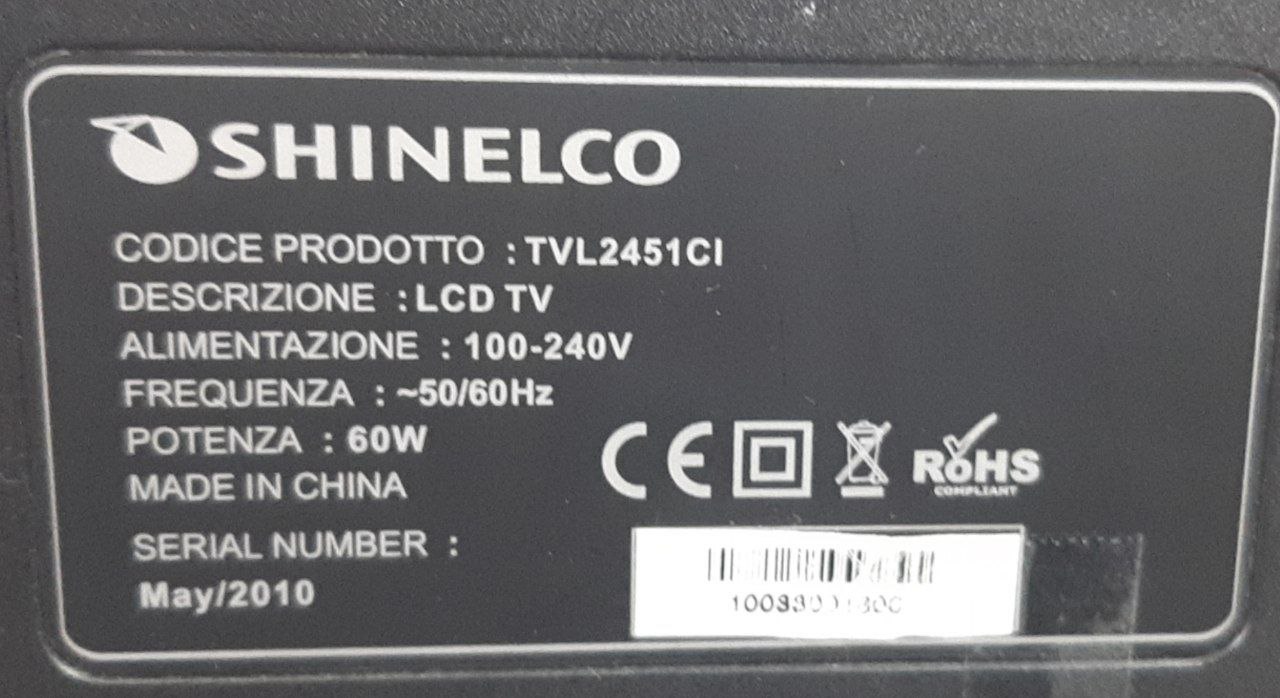 SHINELCO
CODICE PRODOTTO : TVL2451CI
DESCRIZIONE : LCD TV
ALIMENTAZIONE : 100-240V
FREQUENZA : ~50/60Hz
POTENZA : 60W
MADE IN CHINA
CE
RoHS
COMPLIANT
SERIAL NUMBER :
May/2010